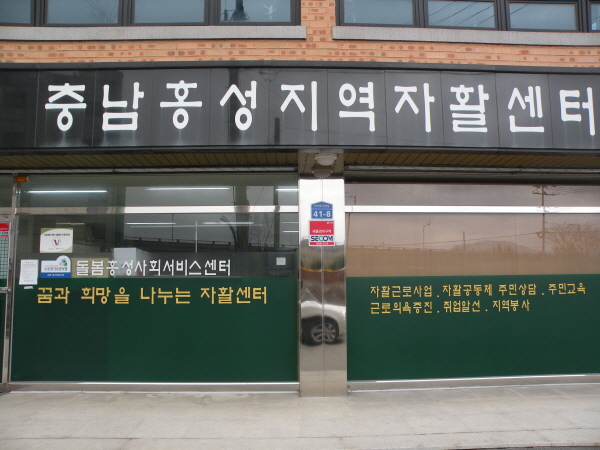 충남홍성지역자활센터
41-8
SECOM
돌봄홍성사회서비스센터
꿈과 희망을 나누는 자활센터
자활근로사업 . 자활공동체 주민상담 . 주민교육
근로의욕증진 . 취업알선 . 지역봉사